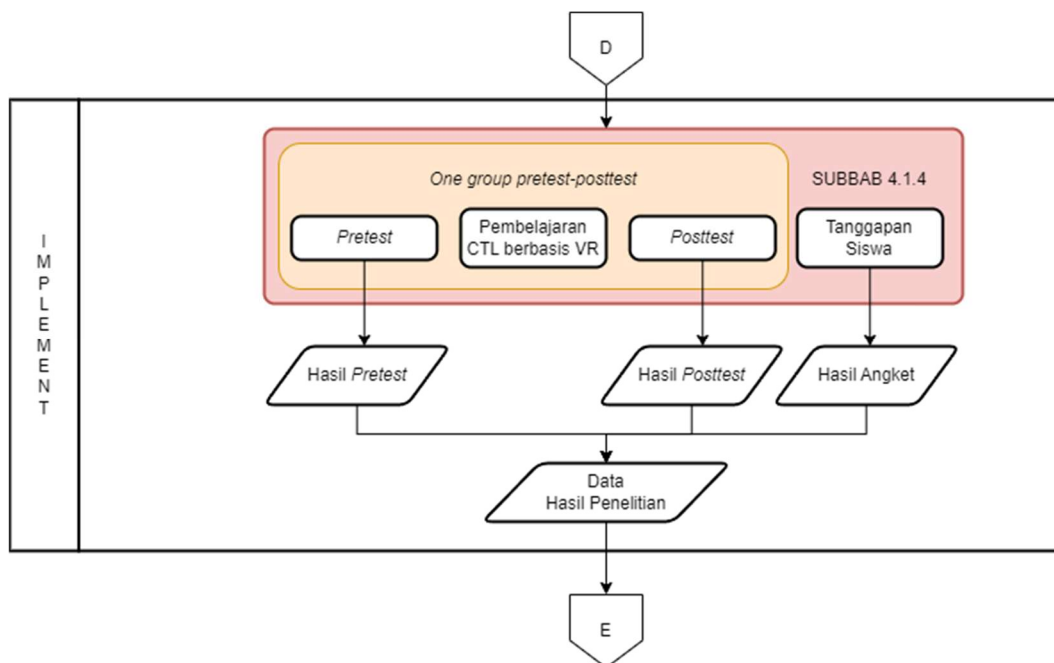 D
IMPLEMENT
One group pretest-posttest
SUBBAB 4.1.4
Pretest
Pembelajaran
CTL berbasis VR
Posttest
Tanggapan
Siswa
Hasil Pretest
Hasil Posttest
Hasil Angket
Data
Hasil Penelitian
E